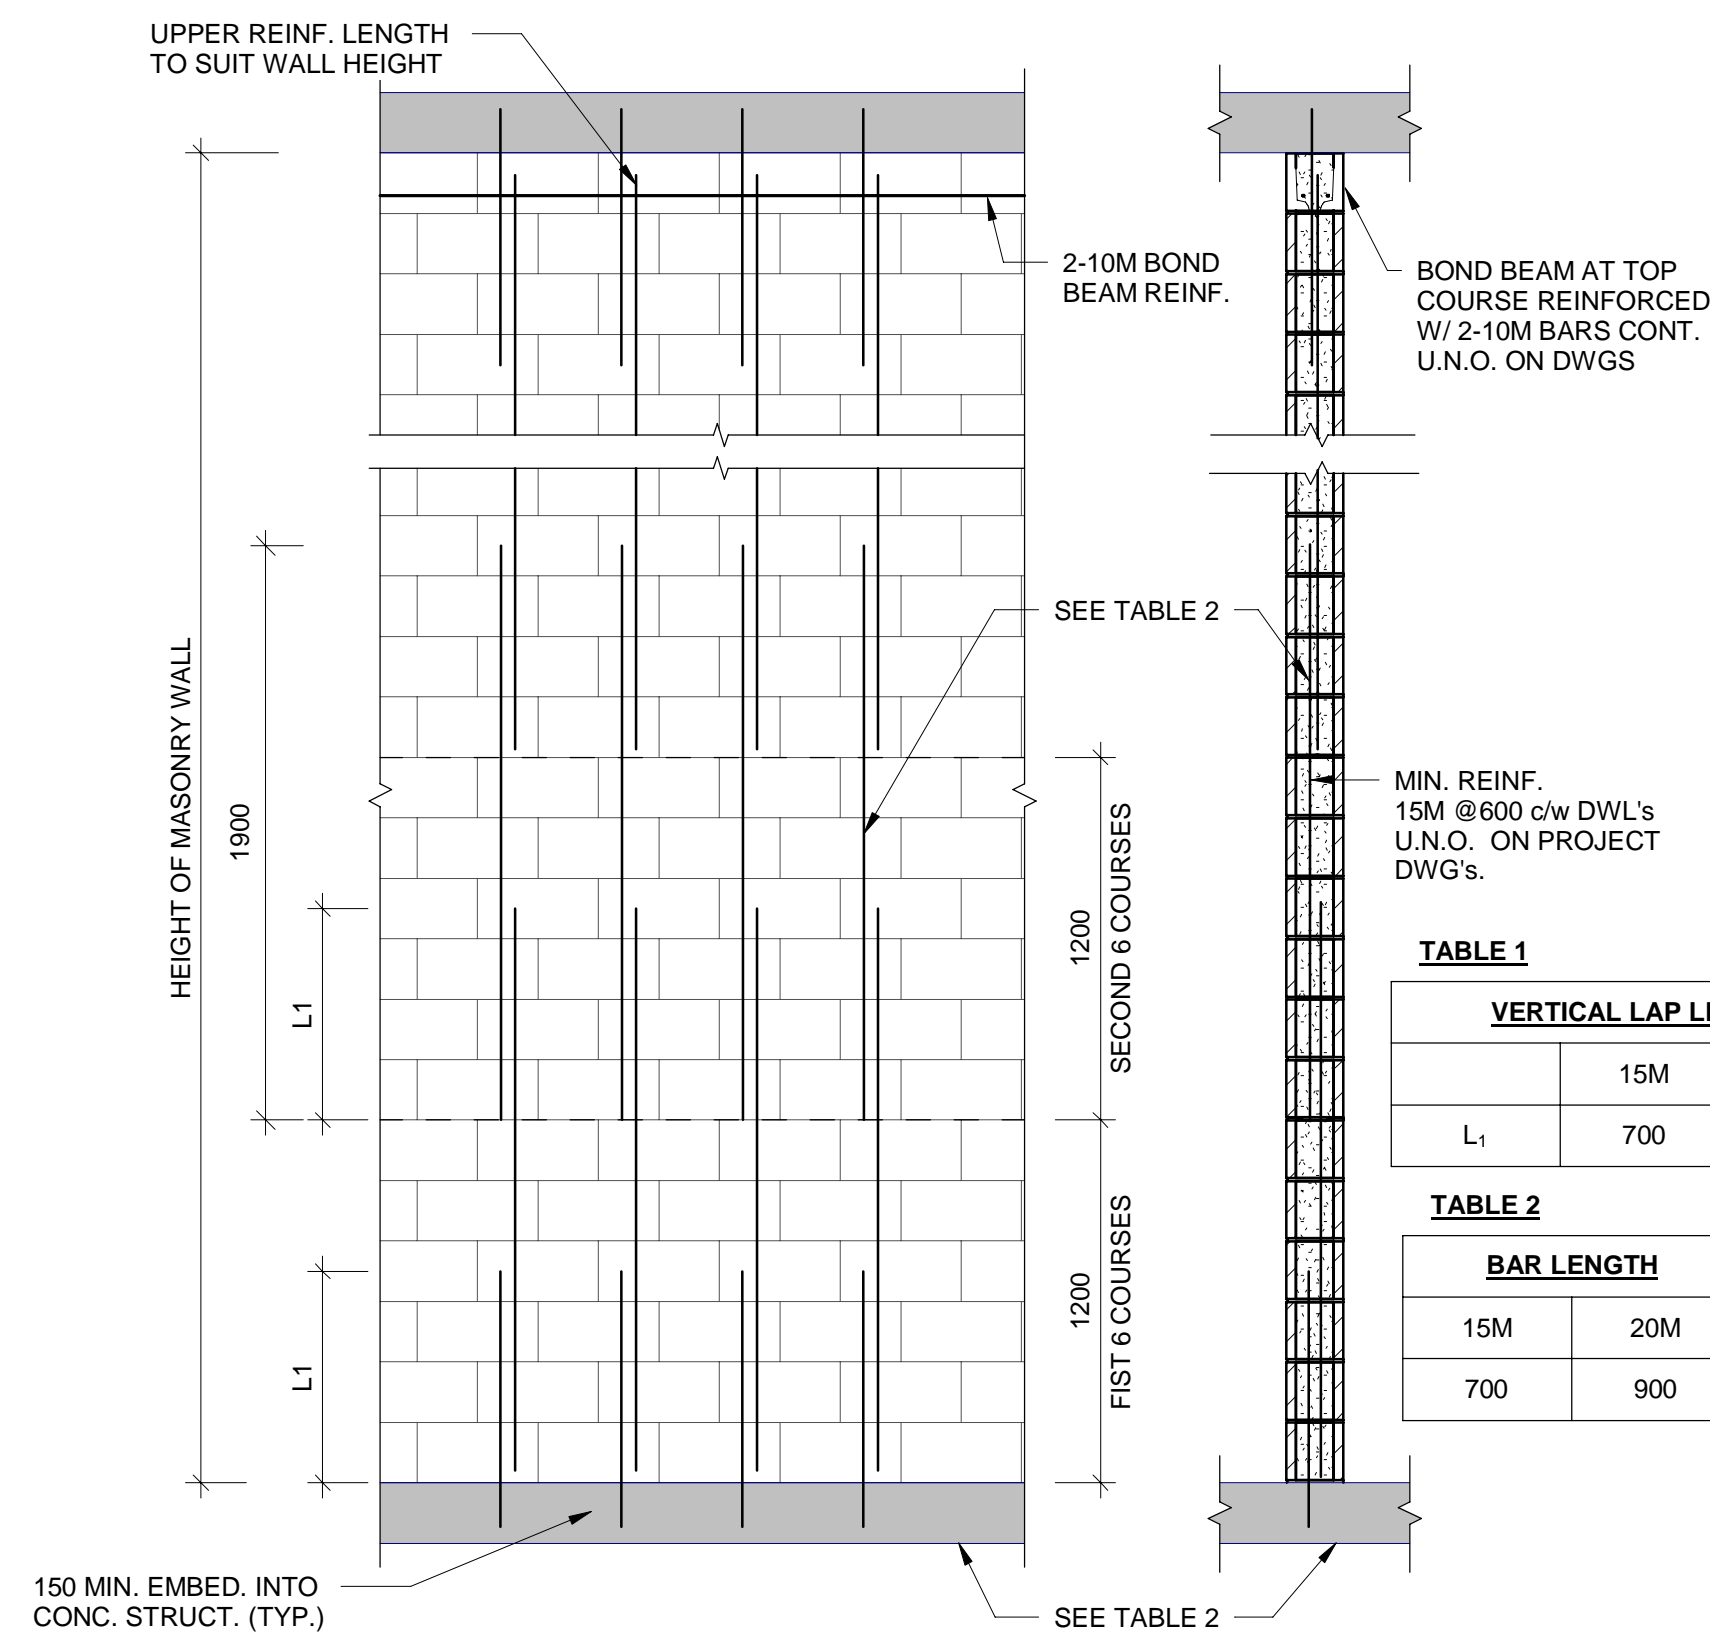 UPPER REINF. LENGTH
TO SUIT WALL HEIGHT
2-10M BOND
BEAM REINF.
BOND BEAM AT TOP
COURSE REINFORCED
W/ 2-10M BARS CONT.
U.N.O. ON DWGS
SEE TABLE 2
HEIGHT OF MASONRY WALL
1900
L1
L1
1200
SECOND 6 COURSES
1200
FIST 6 COURSES
MIN. REINF.
15M @600 c/w DWL's
U.N.O. ON PROJECT
DWG's.
TABLE 1
VERTICAL LAP
15M
L₁ 700
TABLE 2
BAR LENGTH
15M 20M
700 900
150 MIN. EMBED. INTO
CONC. STRUCT. (TYP.)
SEE TABLE 2